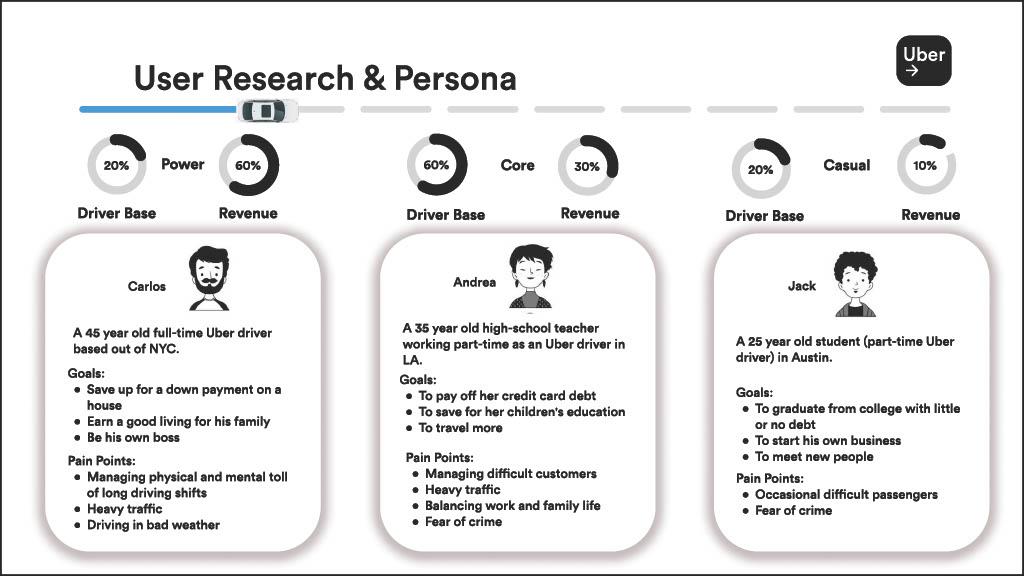 Uber
→
User Research & Persona
20%
Power
60%
Driver Base
Revenue
60%
Core
30%
Driver Base
Revenue
20%
Casual
10%
Driver Base
Revenue
Carlos
A 45 year old full-time Uber driver
based out of NYC.
Goals:
● Save up for a down payment on a
house
● Earn a good living for his family
● Be his own boss
Pain Points:
● Managing physical and mental toll
of long driving shifts
● Heavy traffic
● Driving in bad weather
Andrea
A 35 year old high-school teacher
working part-time as an Uber driver in
LA.
Goals:
● To pay off her credit card debt
● To save for her children's education
● To travel more
Pain Points:
● Managing difficult customers
● Heavy traffic
● Balancing work and family life
● Fear of crime
Jack
A 25 year old student (part-time Uber
driver) in Austin.
Goals:
● To graduate from college with little
or no debt
● To start his own business
● To meet new people
Pain Points:
● Occasional difficult passengers
● Fear of crime